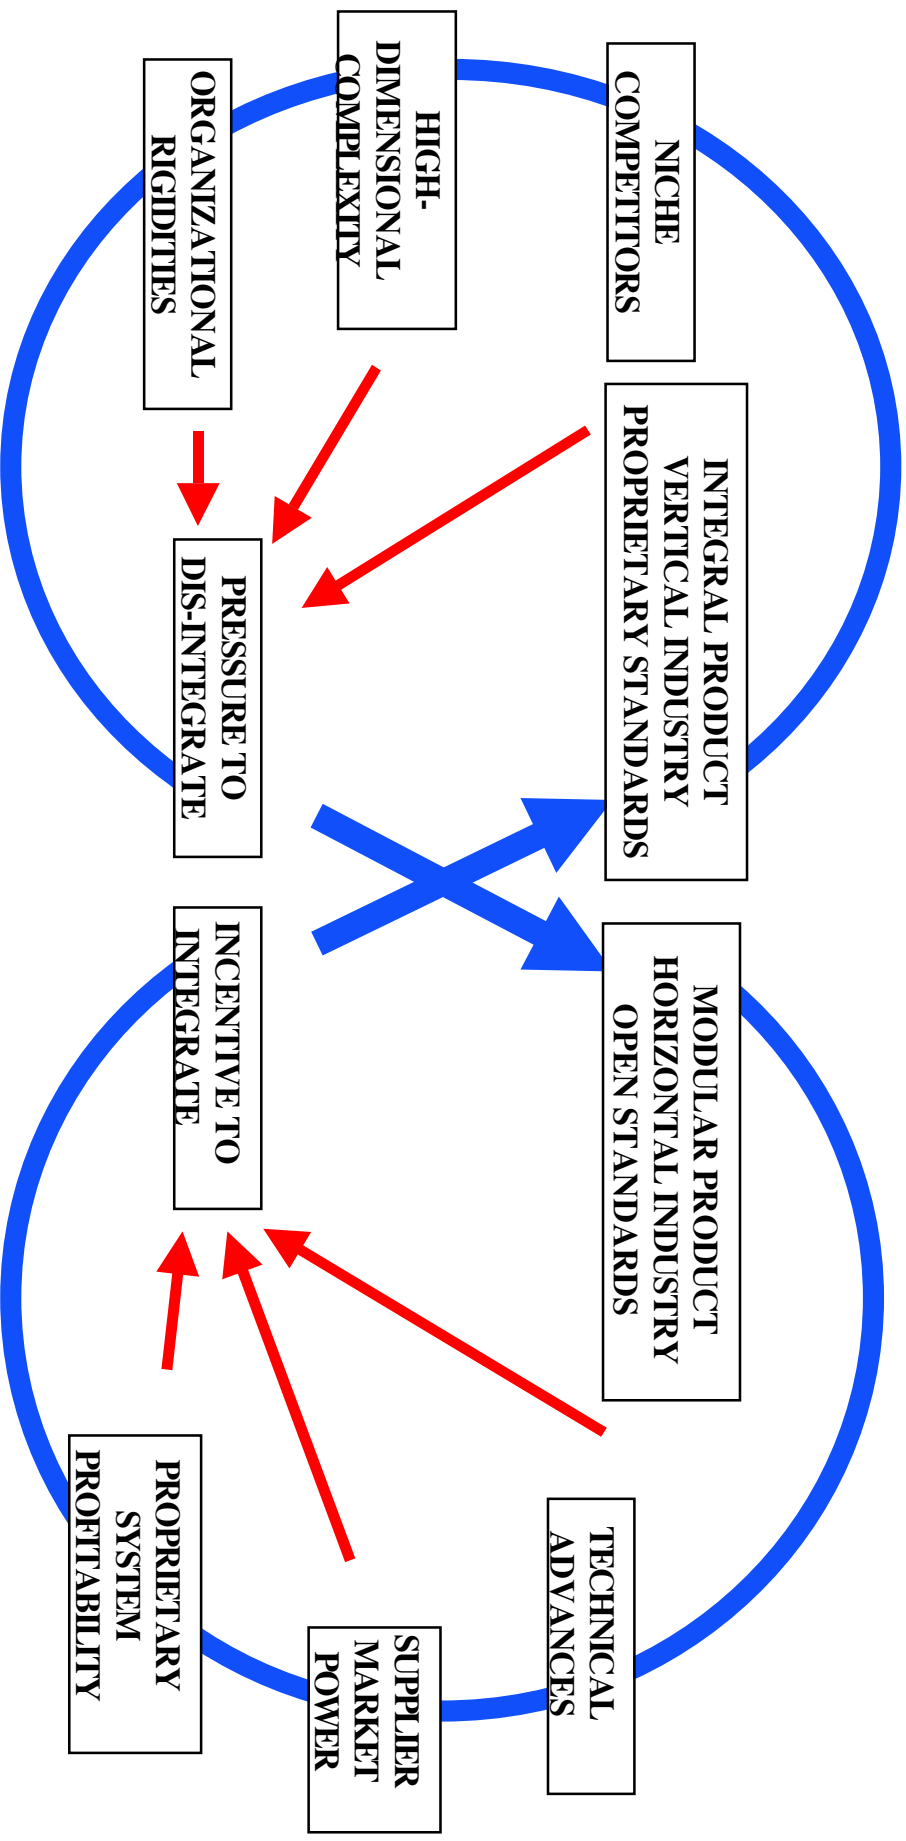 NICHE
COMPETITORS
HIGH-
DIMENSIONAL
COMPLEXITY
ORGANIZATIONAL
RIGIDITIES
INTEGRAL PRODUCT
VERTICAL INDUSTRY
PROPRIETARY STANDARDS
PRESSURE TO
DIS-INTEGRATE
MODULAR PRODUCT
HORIZONTAL INDUSTRY
OPEN STANDARDS
INCENTIVE TO
INTEGRATE
TECHNICAL
ADVANCES
SUPPLIER
MARKET
POWER
PROPRIETARY
SYSTEM
PROFITABILITY